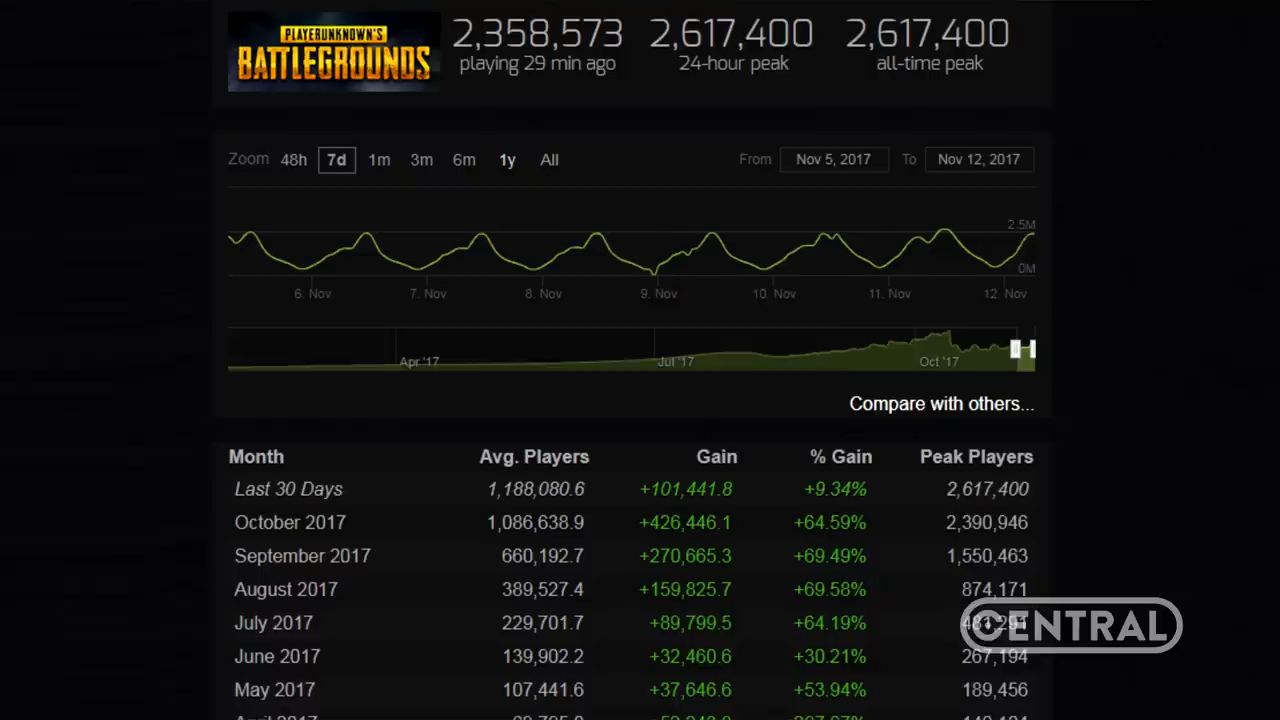 PLAYERUNKNOWN'S
BATTLEGROUNDS
2,358,573 2,617,400 2,617,400
playing 29 min ago 24-hour peak all-time peak
Zoom 48h 7d 1m 3m 6m 1y All From Nov 5, 2017 To Nov 12, 2017
2.5M
0M
6. Nov 7. Nov 8. Nov 9. Nov 10. Nov 11. Nov 12. Nov
Apr '17 Jul '17 Oct '17
Compare with others...
Month Avg. Players Gain % Gain Peak Players
Last 30 Days 1,188,080.6 +101,441.8 +9.34% 2,617,400
October 2017 1,086,638.9 +426,446.1 +64.59% 2,390,946
September 2017 660,192.7 +270,665.3 +69.49% 1,550,463
August 2017 389,527.4 +159,825.7 +69.58% 874,171
July 2017 229,701.7 +89,799.5 +64.19%
CENTRAL
June 2017 139,902.2 +32,460.6 +30.21% 267,194
May 2017 107,441.6 +37,646.6 +53.94% 189,456